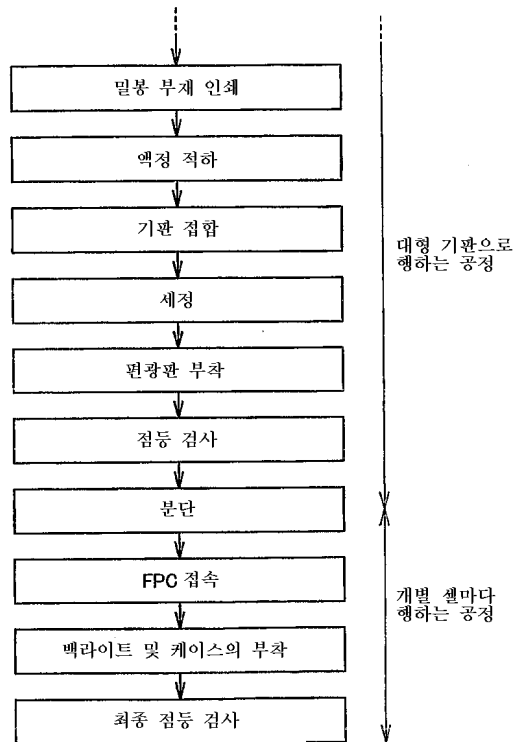 밀봉 부재 인쇄
액정 적하
기판 접합
세정
편광판 부착
점등 검사
분단
FPC 접속
백라이트 및 케이스의 부착
최종 점등 검사
대형 기판으로
행하는 공정
개별 셀마다
행하는 공정